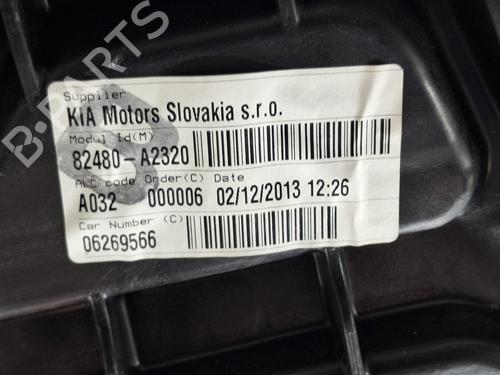 B-PARTS
Supplier
KIA Motors Slovakia s.r.o.
Modul Id(M)
82480-A2320
ALC code Order(C) Date
A032 000006 02/12/2013 12:26
Car Number (C)
06269566